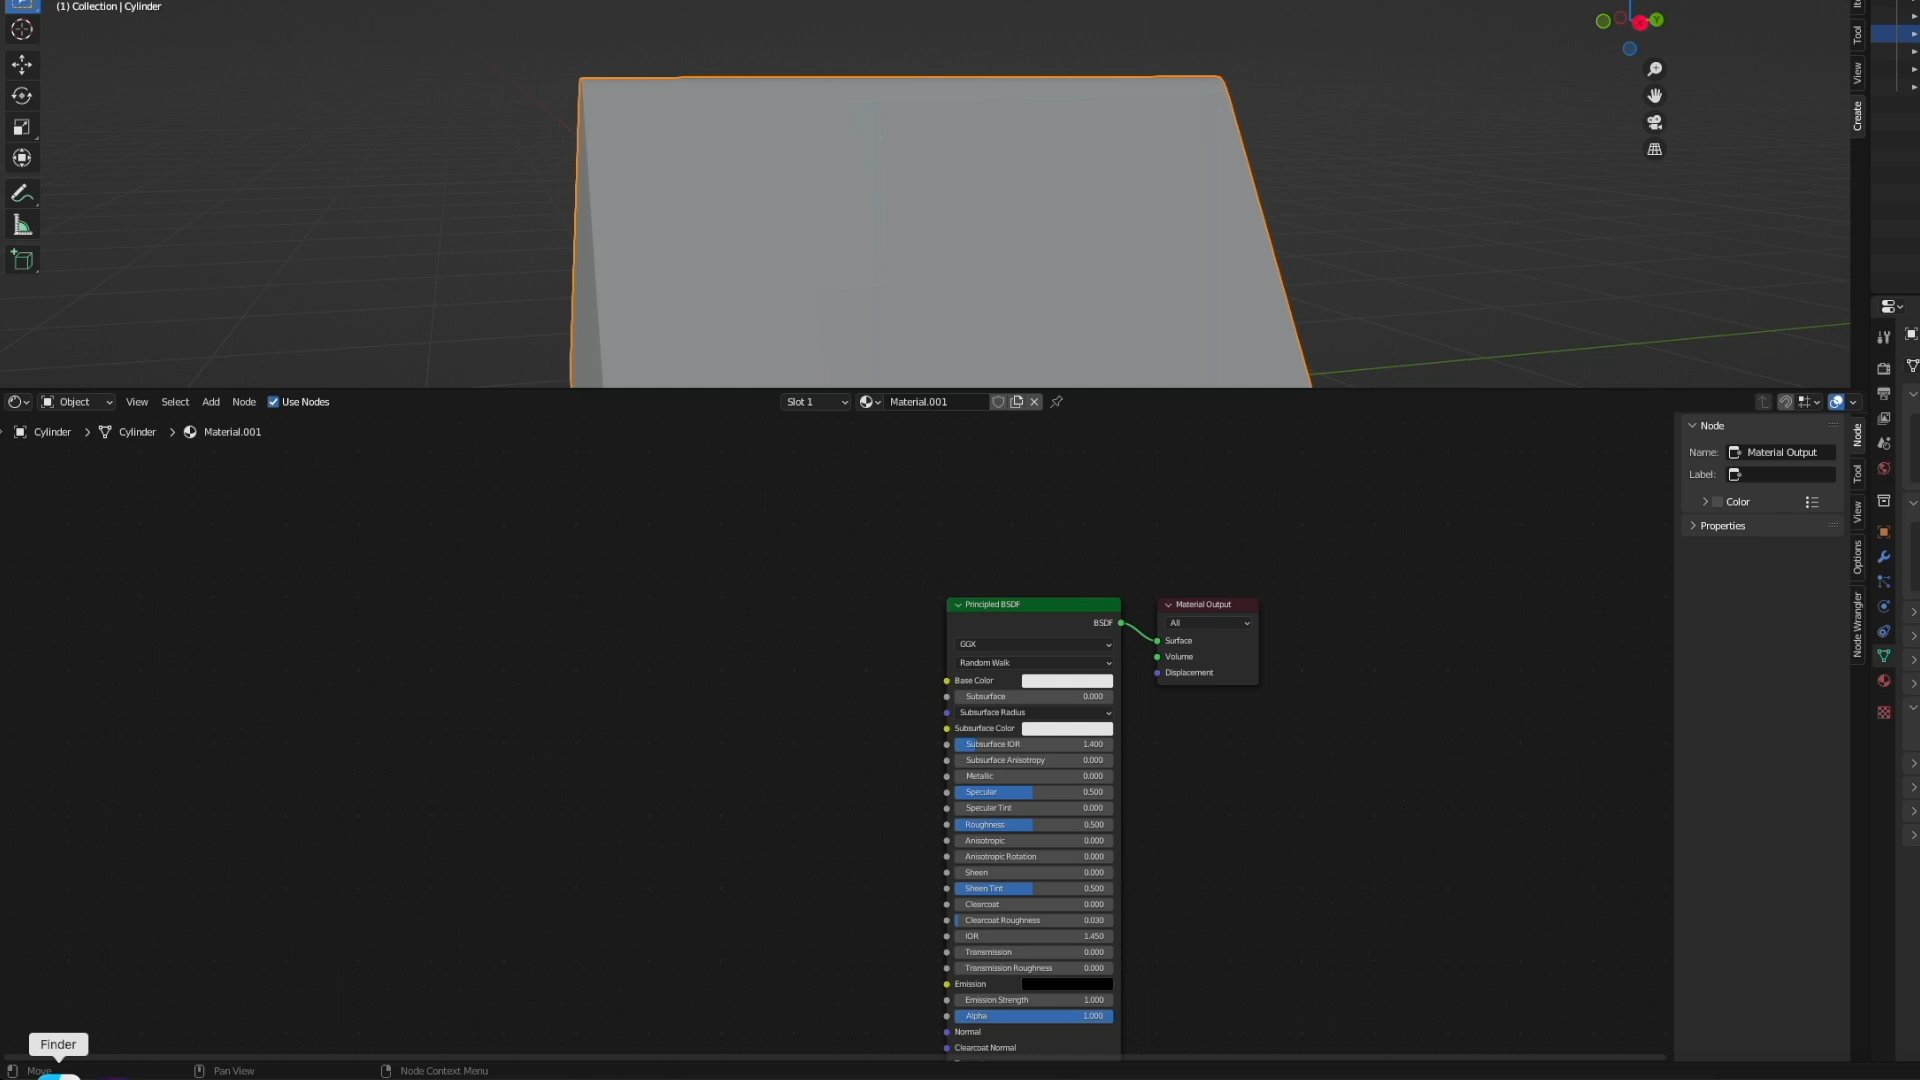 (1) Collection | Cylinder
Tool
View
Create
Object
View
Select
Add
Node
Use Nodes
Slot 1
Material.001
Cylinder
Cylinder
Material.001
Node
Name:
Material Output
Label:
Color
Properties
Node
Tool
View
Options
Node Wrangler
Principled BSDF
BSDF
GGX
Random Walk
Base Color
Subsurface 0.000
Subsurface Radius
Subsurface Color
Subsurface IOR 1.400
Subsurface Anisotropy 0.000
Metallic 0.000
Specular 0.500
Specular Tint 0.000
Roughness 0.500
Anisotropic 0.000
Anisotropic Rotation 0.000
Sheen 0.000
Sheen Tint 0.500
Clearcoat 0.000
Clearcoat Roughness 0.030
IOR 1.450
Transmission 0.000
Transmission Roughness 0.000
Emission
Emission Strength 1.000
Alpha 1.000
Normal
Clearcoat Normal
Material Output
All
Surface
Volume
Displacement
Finder
Move
Pan View
Node Context Menu